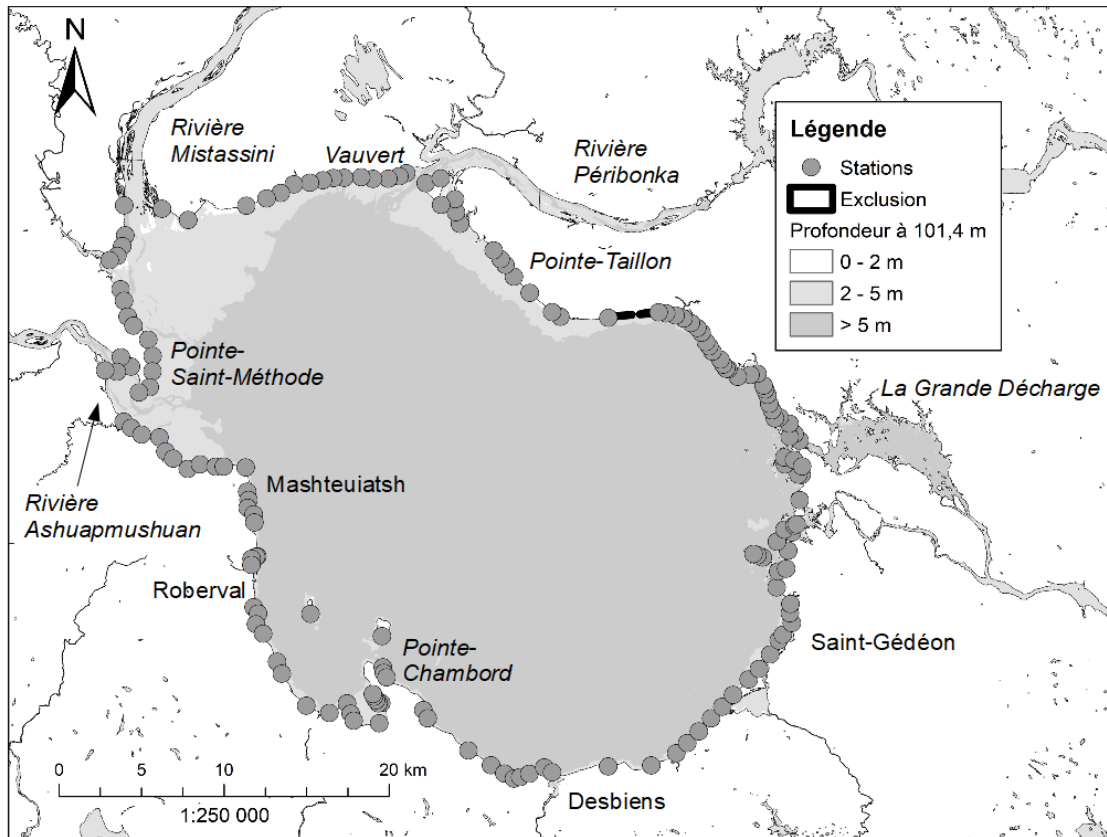 N
Rivière
Mistassini
Vauvert
Rivière
Péribonka
Légende
Stations
Exclusion
Profondeur à 101,4 m
0 - 2 m
2 - 5 m
> 5 m
Pointe-Taillon
Pointe-
Saint-Méthode
La Grande Décharge
Mashteuiatsh
Rivière
Ashuapmushuan
Roberval
Pointe-
Chambord
Saint-Gédéon
Desbiens
0 5 10 20 km
1:250 000